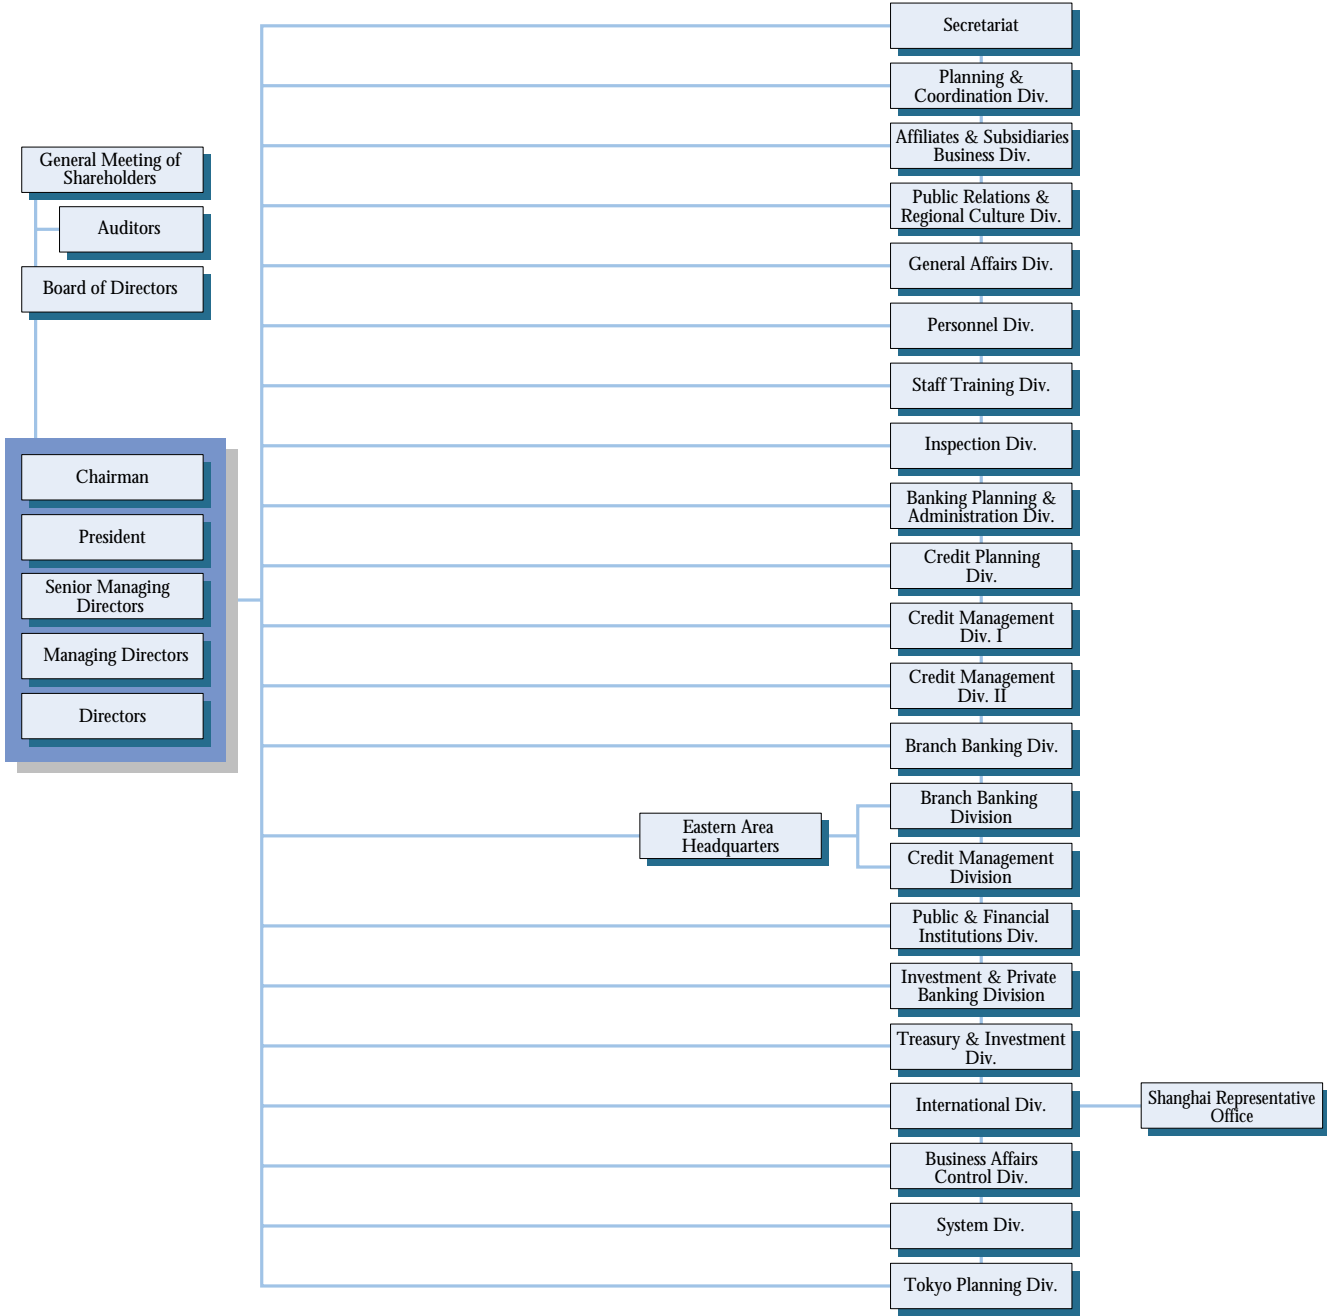 General Meeting of
Shareholders
Auditors
Board of Directors
Chairman
President
Senior Managing
Directors
Managing Directors
Directors
Secretariat
Planning &
Coordination Div.
Affiliates & Subsidiaries
Business Div.
Public Relations &
Regional Culture Div.
General Affairs Div.
Personnel Div.
Staff Training Div.
Inspection Div.
Banking Planning &
Administration Div.
Credit Planning
Div.
Credit Management
Div. I
Credit Management
Div. II
Branch Banking Div.
Eastern Area
Headquarters
Branch Banking
Division
Credit Management
Division
Public & Financial
Institutions Div.
Investment & Private
Banking Division
Treasury & Investment
Div.
International Div.
Shanghai Representative
Office
Business Affairs
Control Div.
System Div.
Tokyo Planning Div.